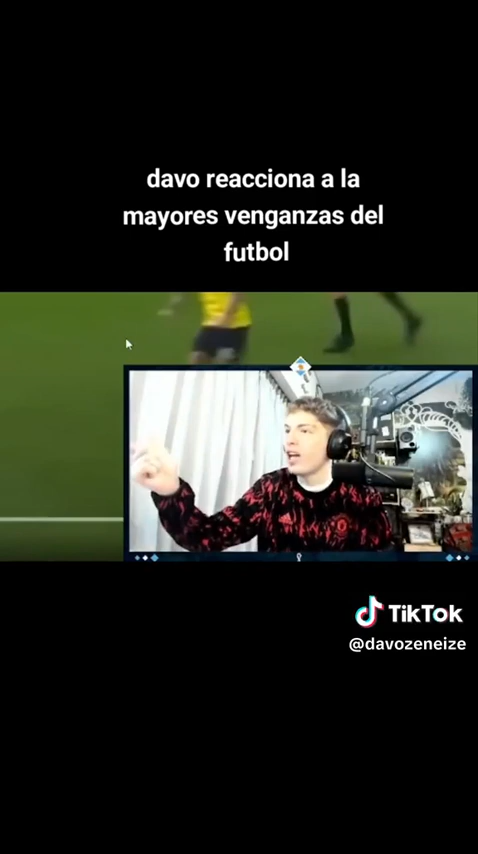 davo reacciona a la
mayores venganzas del
futbol
TikTok
@davozeneize